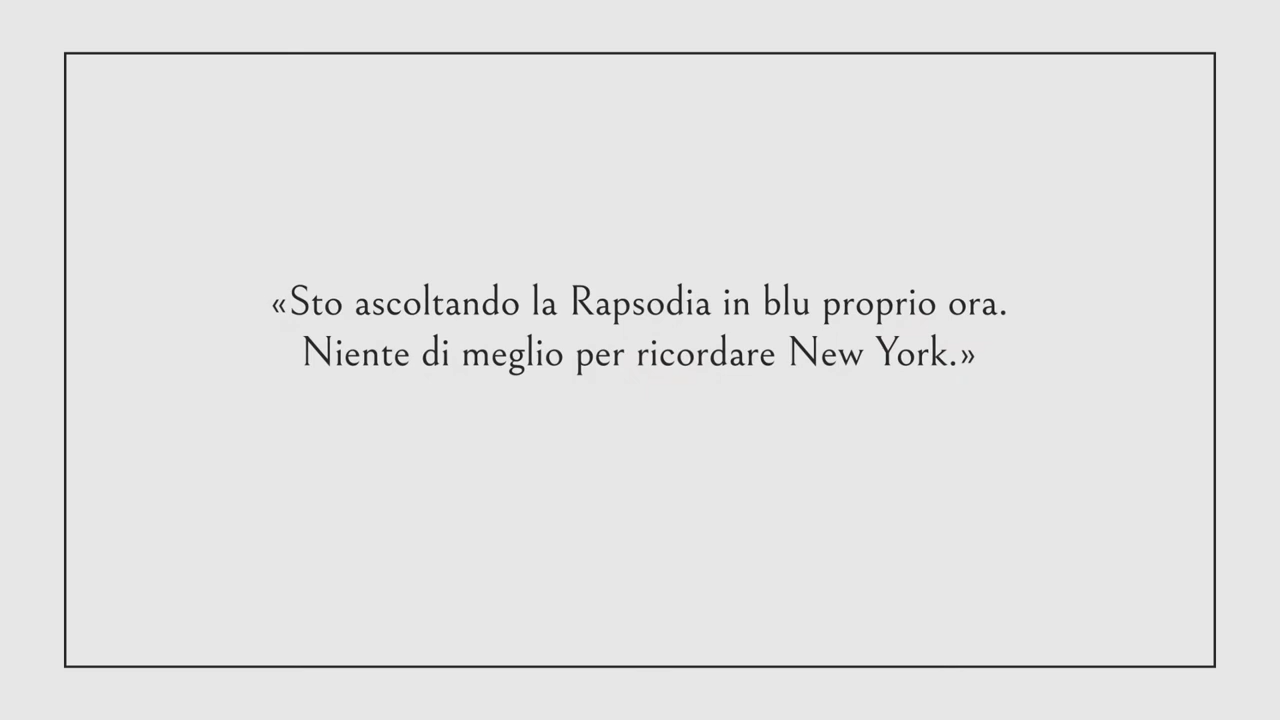 «Sto ascoltando la Rapsodia in blu proprio ora.
Niente di meglio per ricordare New York.»